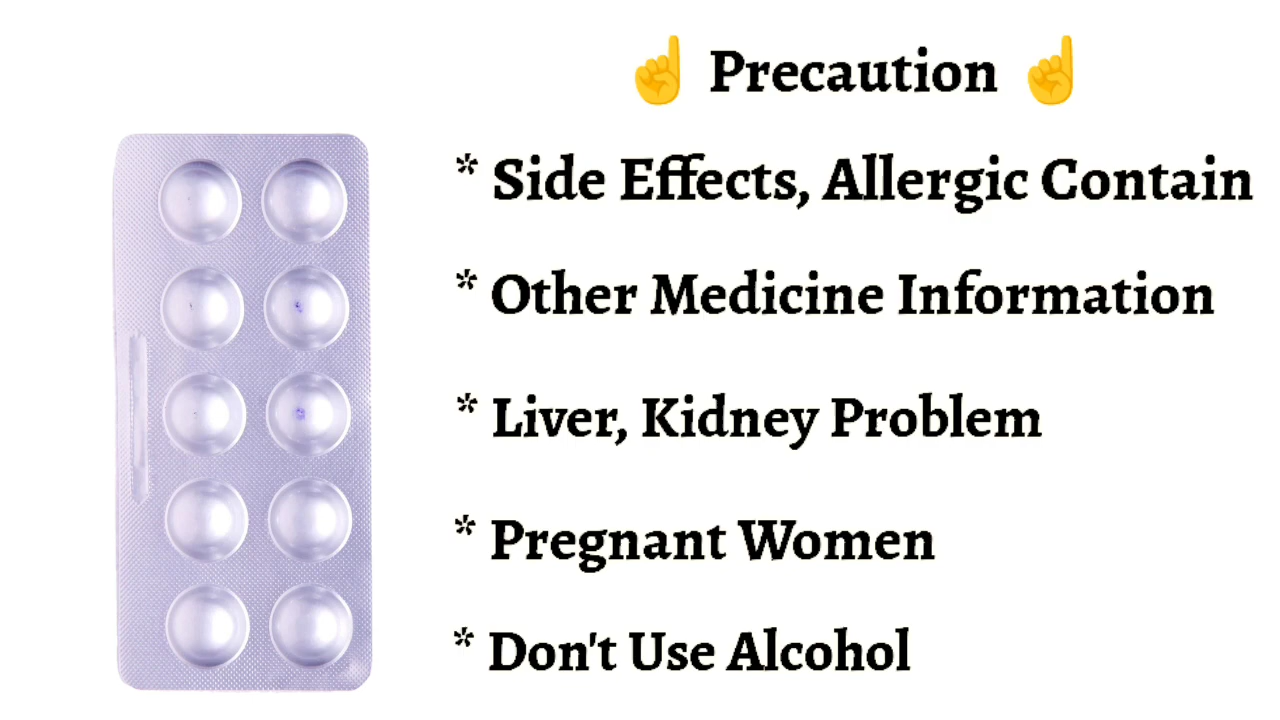 ☝️ Precaution ☝️
* Side Effects, Allergic Contain
* Other Medicine Information
* Liver, Kidney Problem
* Pregnant Women
* Don't Use Alcohol